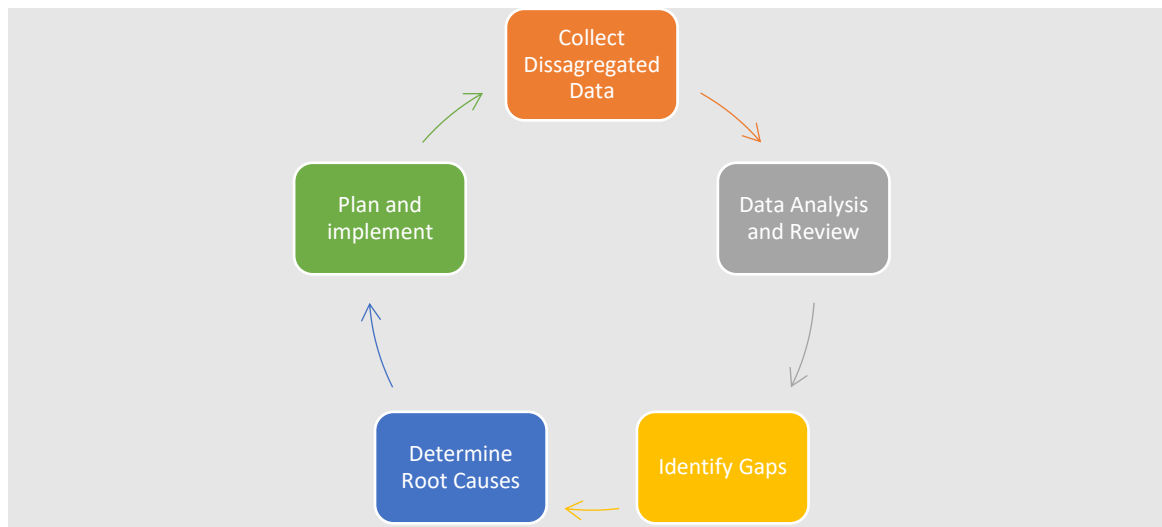 Collect
Dissagregated
Data
Data Analysis
and Review
Identify Gaps
Determine
Root Causes
Plan and
implement